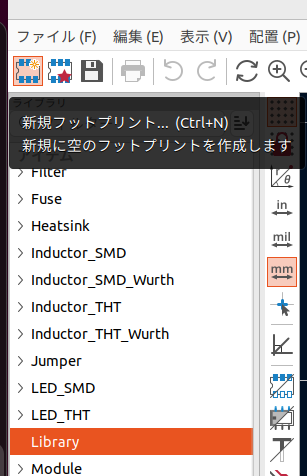 ファイル (F) 編集 (E) 表示 (V) 配置 (P)
ライブラリ
新規フットプリント... (Ctrl+N)
新規に空のフットプリントを作成します
アイテム
Filter
Fuse
Heatsink
Inductor_SMD
Inductor_SMD_Wurth
Inductor_THT
Inductor_THT_Wurth
Jumper
LED_SMD
LED_THT
Library
Module
r
θ
in
mil
mm